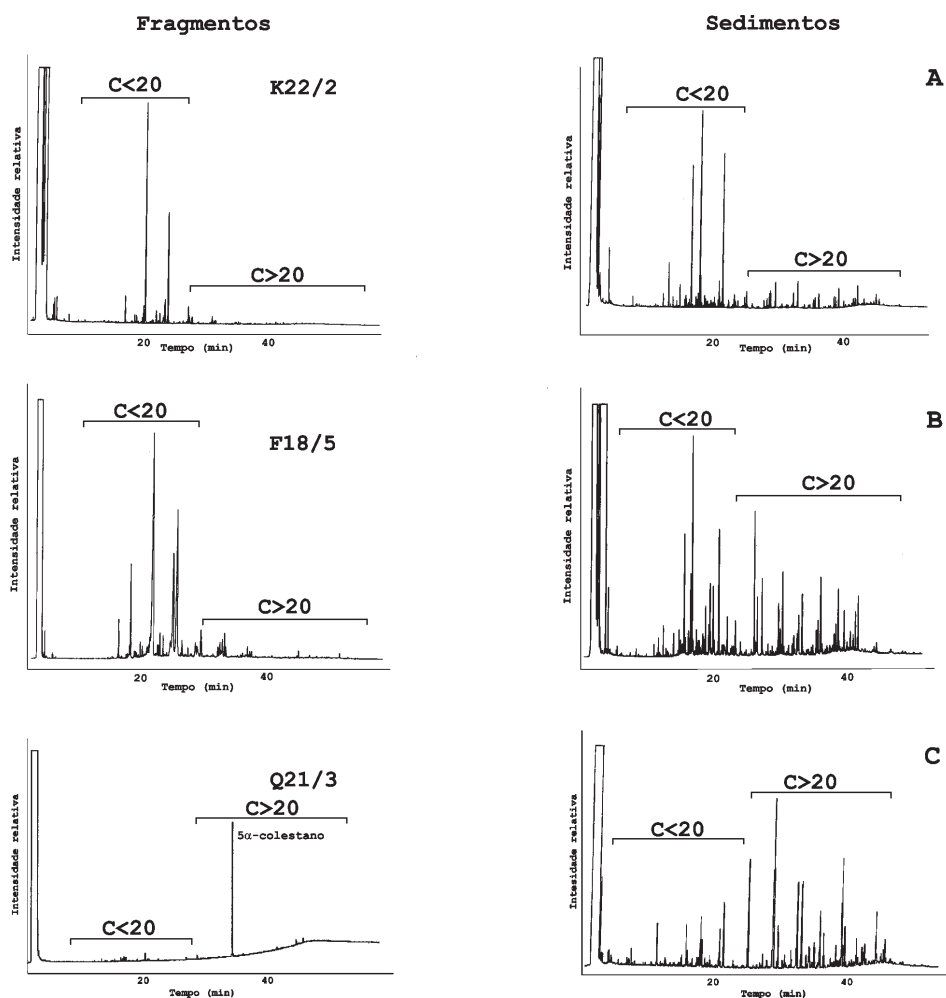 Fragmentos
Sedimentos
K22/2
C<20
C>20
Intensidade relativa
20
40
Tempo (min)
A
C<20
C>20
Intensidade relativa
20
40
Tempo (min)
F18/5
C<20
C>20
Intensidade relativa
20
40
Tempo (min)
B
C<20
C>20
Intensidade relativa
20
40
Tempo (min)
Q21/3
C>20
5α-colestano
C<20
Intensidade relativa
20
40
Tempo (min)
C
C>20
C<20
Intesidade relativa
20
40
Tempo (min)